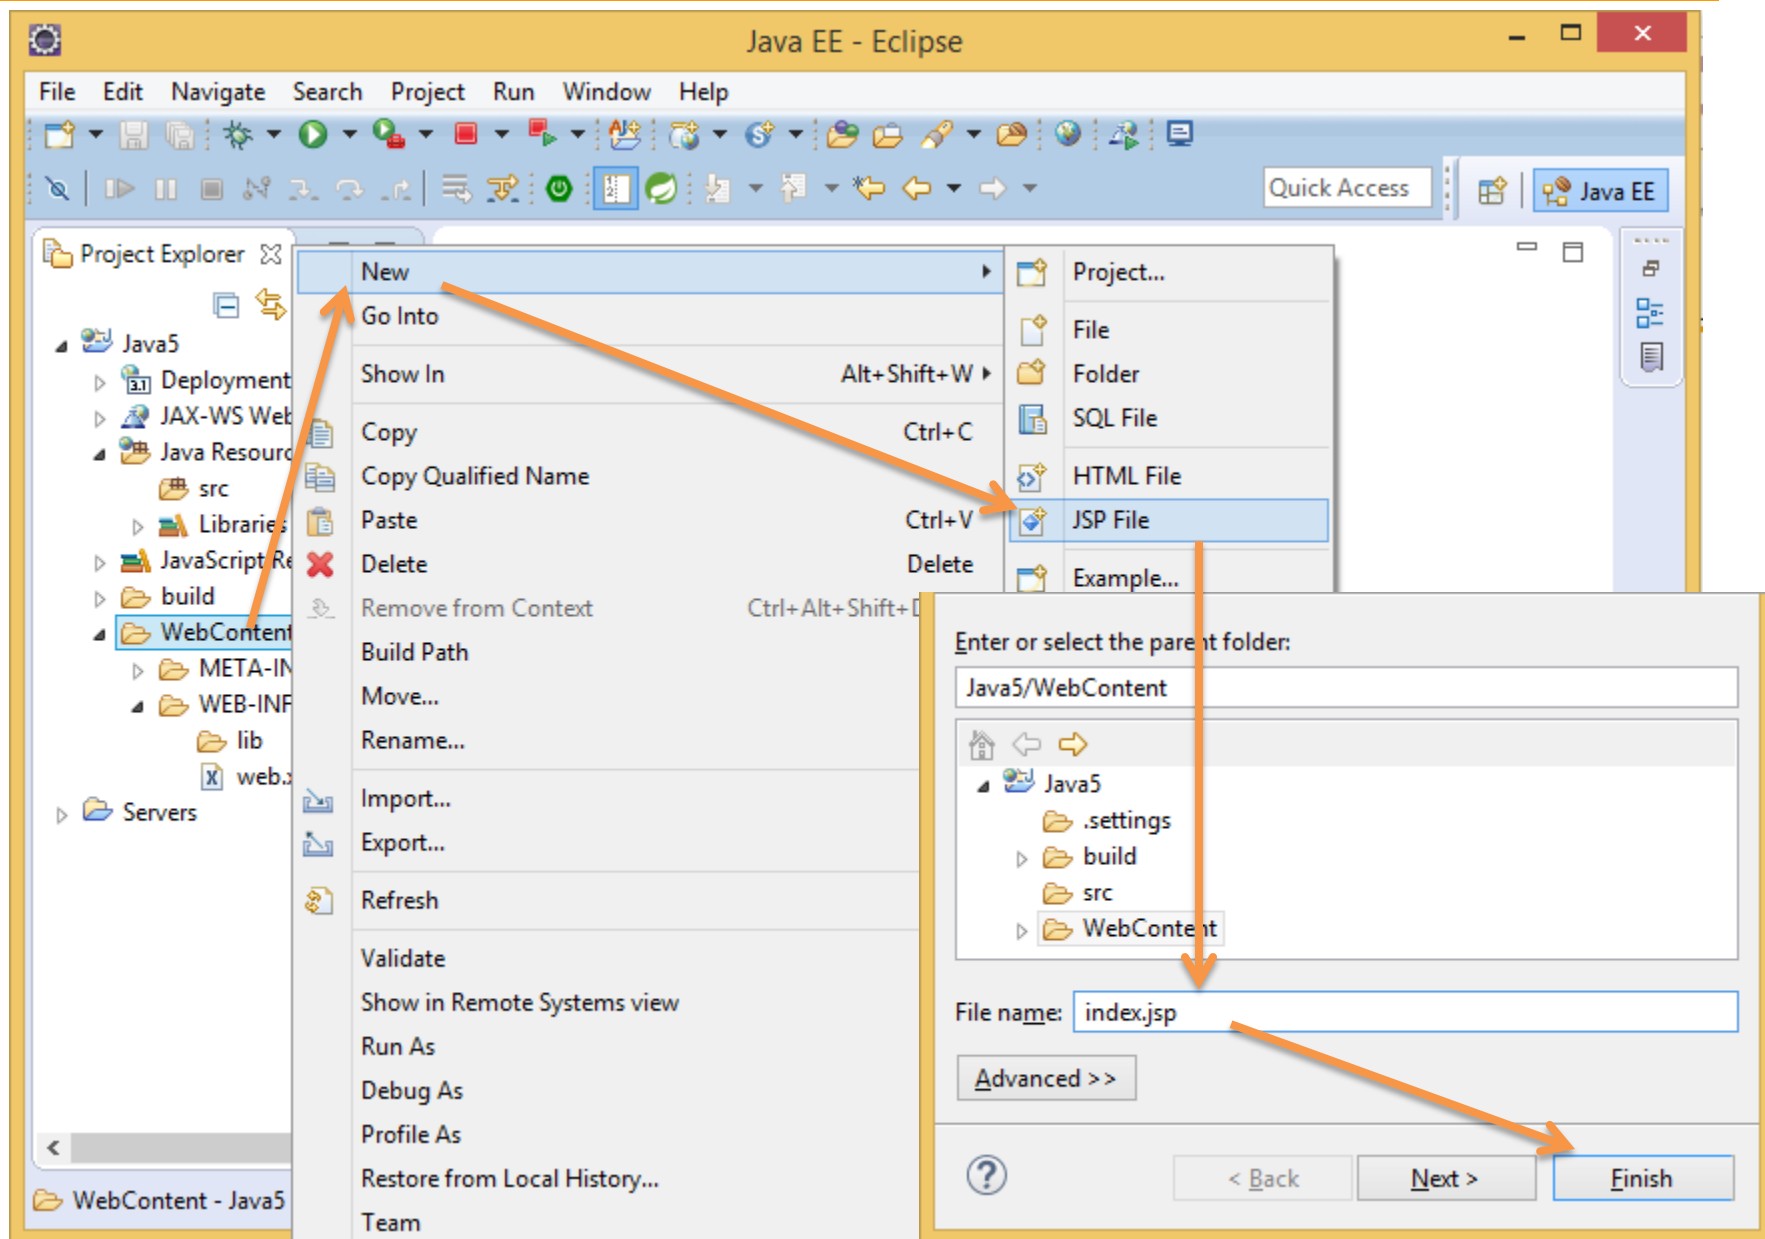 Java EE - Eclipse
File Edit Navigate Search Project Run Window Help
Quick Access
Java EE
Project Explorer
Java5
Deployment
JAX-WS Web
Java Resourc
src
Libraries
JavaScript Re
build
WebContent
META-IN
WEB-INF
lib
web.x
Servers
WebContent - Java5
New
Go Into
Show In Alt+Shift+W
Copy Ctrl+C
Copy Qualified Name
Paste Ctrl+V
Delete Delete
Remove from Context Ctrl+Alt+Shift+D
Build Path
Move...
Rename...
Import...
Export...
Refresh
Validate
Show in Remote Systems view
Run As
Debug As
Profile As
Restore from Local History...
Team
Project...
File
Folder
SQL File
HTML File
JSP File
Example...
Enter or select the parent folder:
Java5/WebContent
Java5
.settings
build
src
WebContent
File name: index.jsp
Advanced >>
< Back Next > Finish